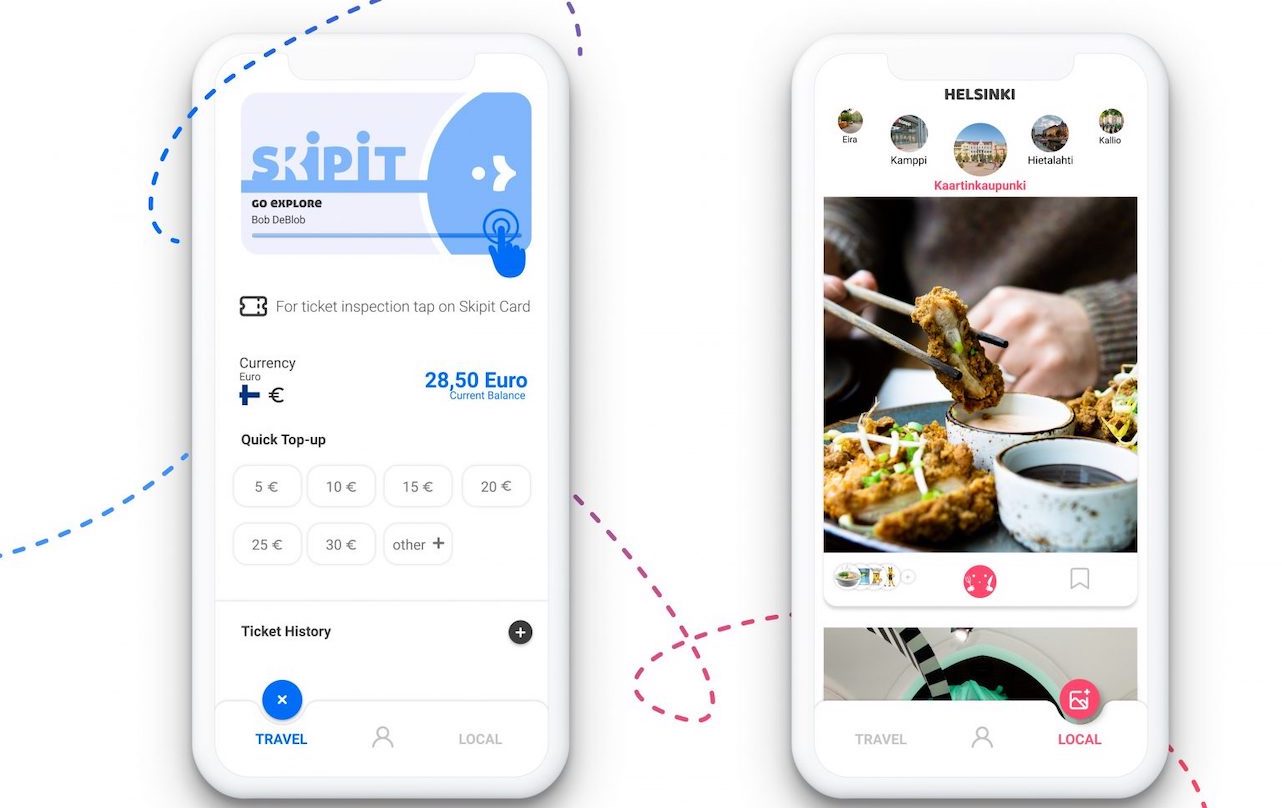 SKiPiT
GO EXPLORE
Bob DeBlob
For ticket inspection tap on Skipit Card
Currency
Euro
€
28,50 Euro
Current Balance
Quick Top-up
5 €
10 €
15 €
20 €
25 €
30 €
other +
Ticket History
TRAVEL
LOCAL
HELSINKI
Eira
Kamppi
Kaartinkaupunki
Hietalahti
Kallio
TRAVEL
LOCAL